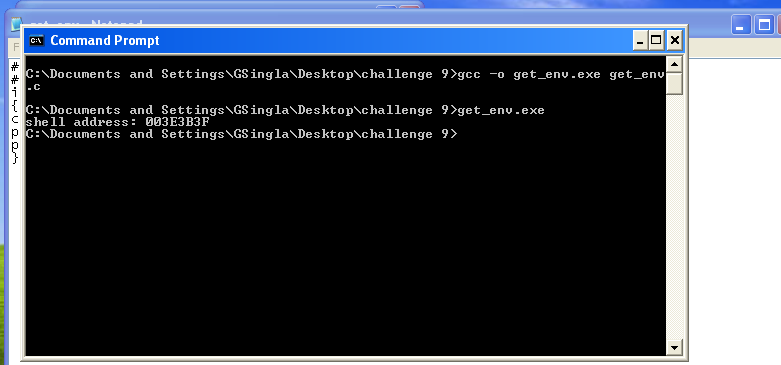 Command Prompt
C:\Documents and Settings\GSingla\Desktop\challenge 9>gcc -o get_env.exe get_env
.c
C:\Documents and Settings\GSingla\Desktop\challenge 9>get_env.exe
shell address: 003E3B3F
C:\Documents and Settings\GSingla\Desktop\challenge 9>
F
#
#
i
{
c
p
p
}